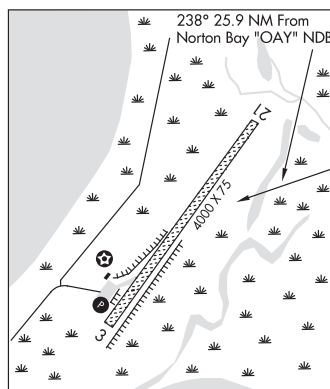 238° 25.9 NM From
Norton Bay "OAY" NDB
21
4000 X 75
P
3